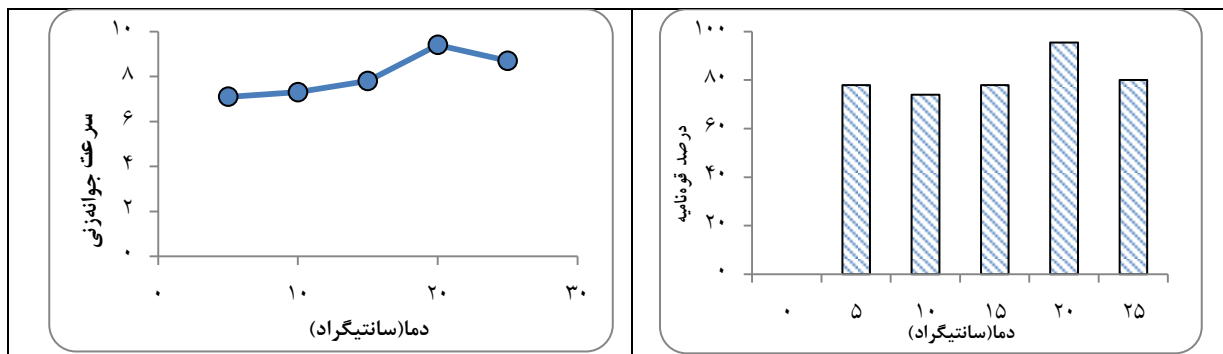 ۱۰
۸
۶
۴
۲
۰
سرعت جوانه‌زنی
۰ ۱۰ ۲۰ ۳۰
دما(سانتیگراد)
۱۰۰
۸۰
۶۰
۴۰
۲۰
۰
درصد قوه‌نامیه
۰ ۵ ۱۰ ۱۵ ۲۰ ۲۵
دما(سانتیگراد)